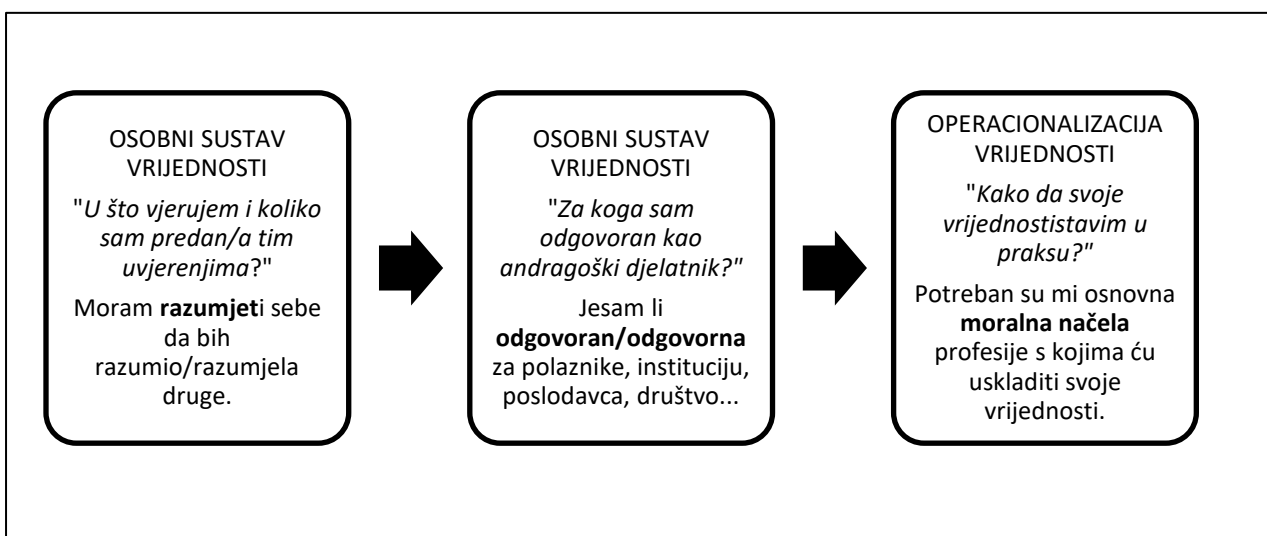 OSOBNI SUSTAV
VRIJEDNOSTI
"U što vjerujem i koliko
sam predan/a tim
uvjerenjima?"
Moram razumjeti sebe
da bih
razumio/razumjela
druge.
OSOBNI SUSTAV
VRIJEDNOSTI
"Za koga sam
odgovoran kao
andragoški djelatnik?"
Jesam li
odgovoran/odgovorna
za polaznike, instituciju,
poslodavca, društvo...
OPERACIONALIZACIJA
VRIJEDNOSTI
"Kako da svoje
vrijednostistavim u
praksu?"
Potreban su mi osnovna
moralna načela
profesije s kojima ću
uskladiti svoje
vrijednosti.